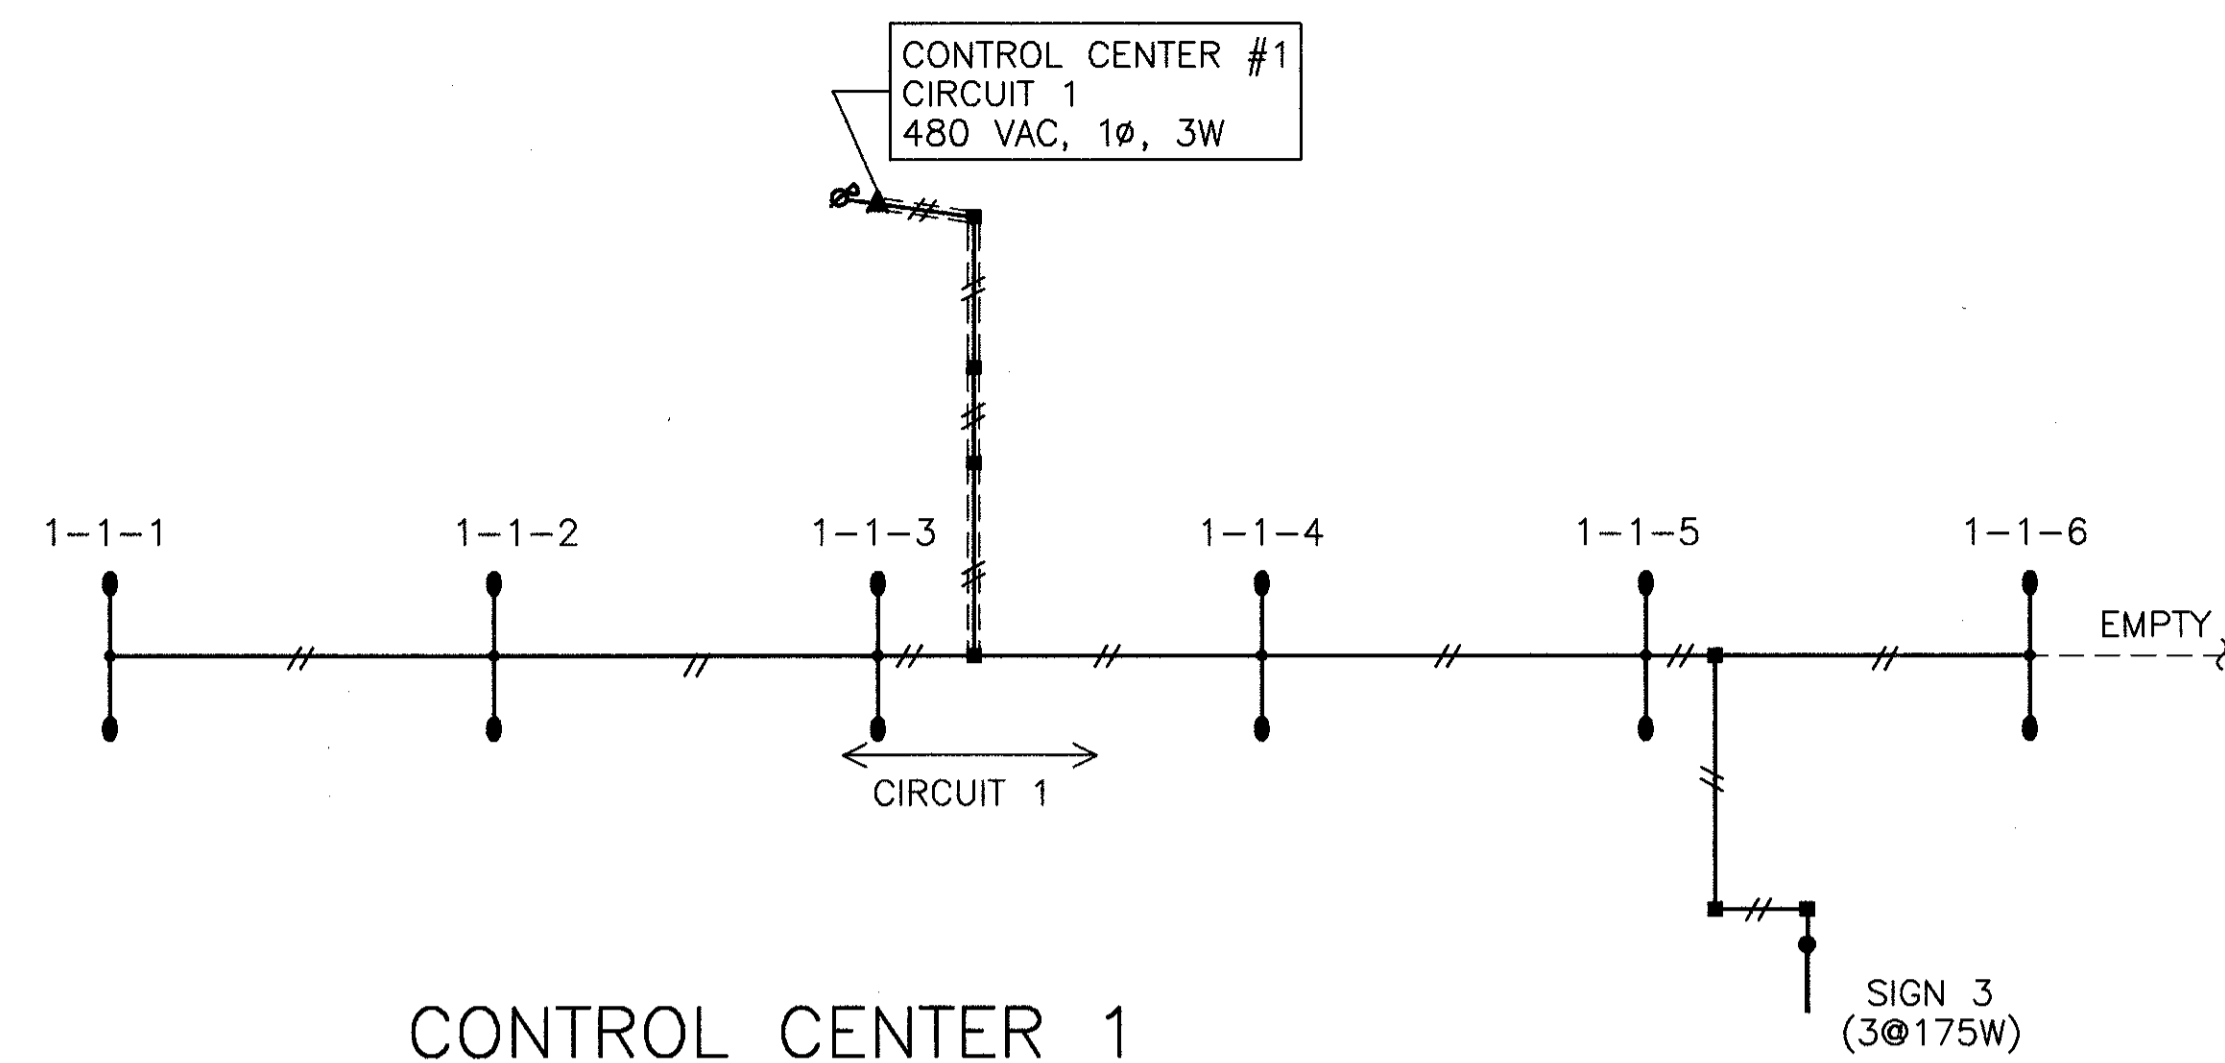 CONTROL CENTER #1
CIRCUIT 1
480 VAC, 1ø, 3W
1-1-1
1-1-2
1-1-3
1-1-4
1-1-5
1-1-6
EMPTY
CIRCUIT 1
SIGN 3
(3@175W)
CONTROL CENTER 1